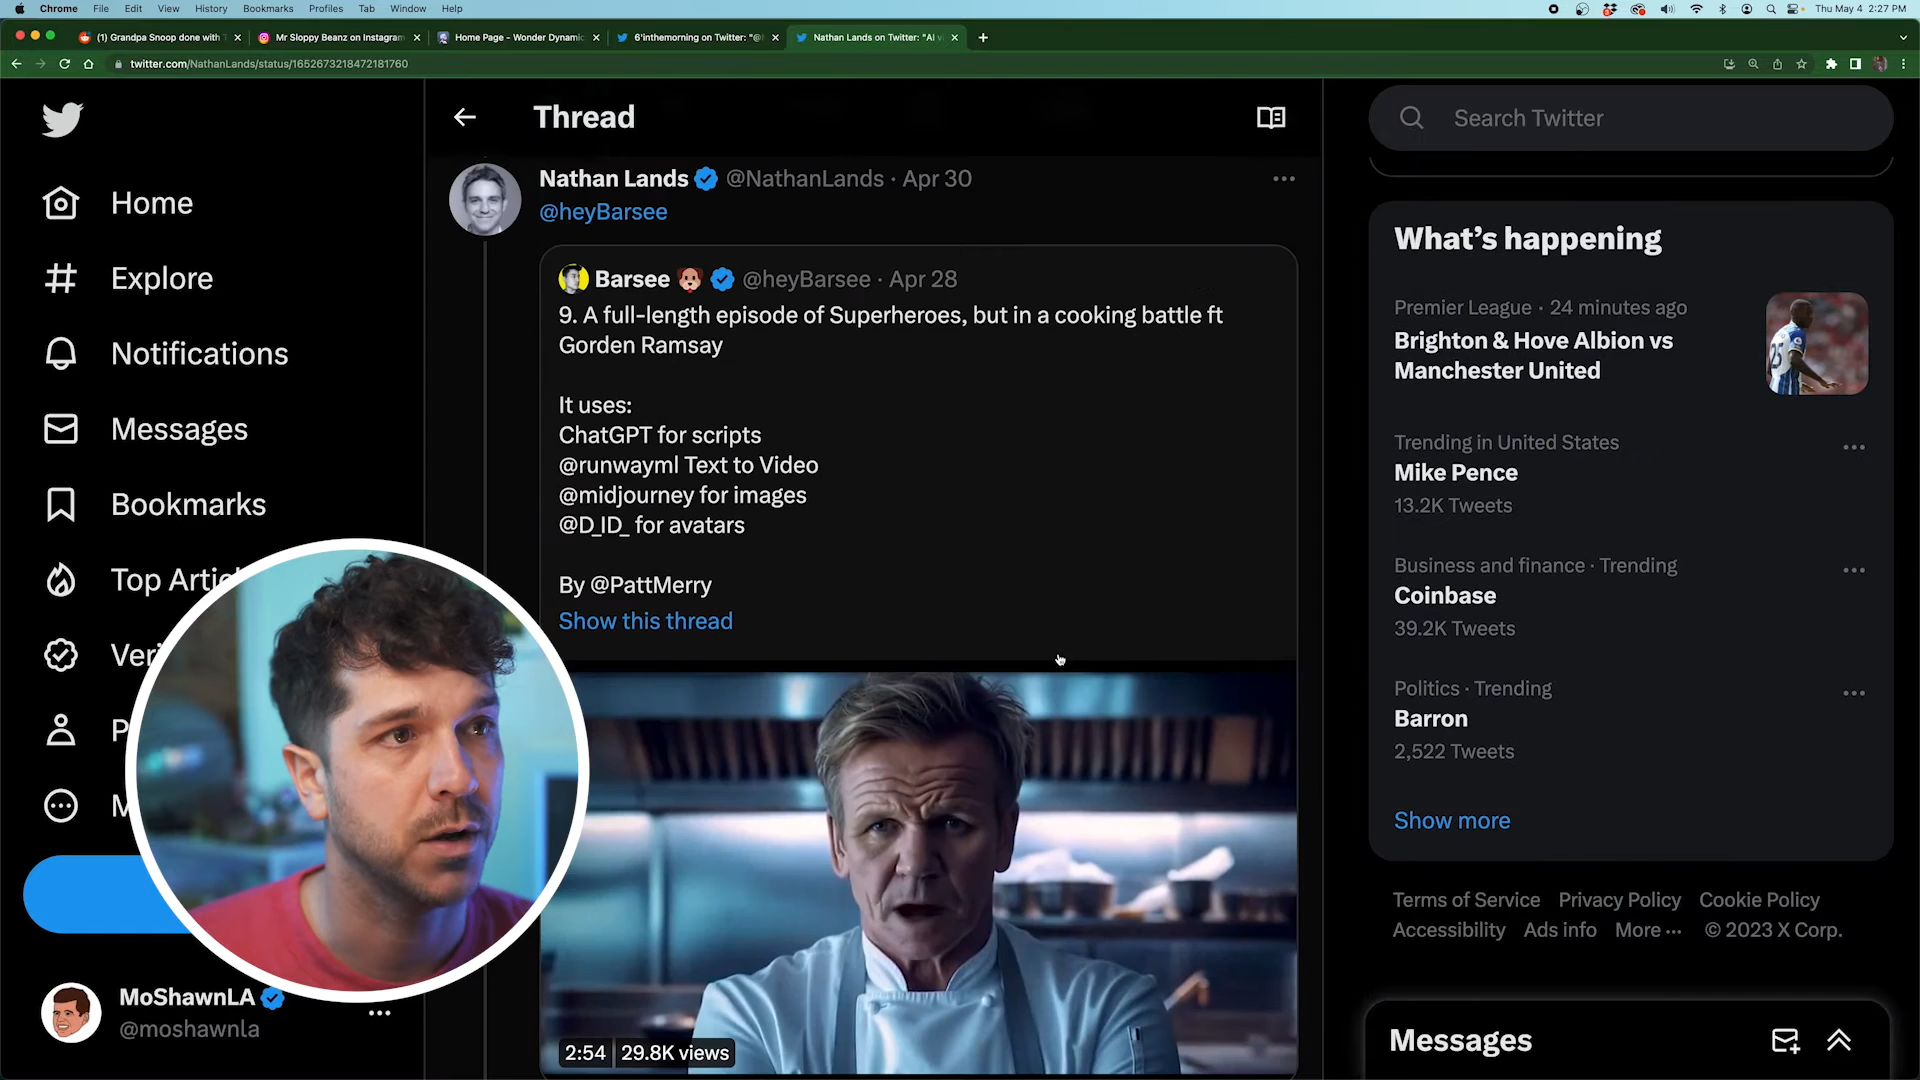 Chrome File Edit View History Bookmarks Profiles Tab Window Help
Thu May 4 2:27 PM
(1) Grandpa Snoop done with
Mr Sloppy Beanz on Instagram
Home Page - Wonder Dynamic
6'inthemorning on Twitter: "@
Nathan Lands on Twitter: "AI
twitter.com/NathanLands/status/1652673218472181760
Home
Explore
Notifications
Messages
Bookmarks
Top Artic
Veri
P
M
MoShawnLA
@moshawnla
Thread
Nathan Lands @NathanLands · Apr 30
@heyBarsee
Barsee @heyBarsee · Apr 28
9. A full-length episode of Superheroes, but in a cooking battle ft
Gorden Ramsay
It uses:
ChatGPT for scripts
@runwayml Text to Video
@midjourney for images
@D_ID_ for avatars
By @PattMerry
Show this thread
2:54 29.8K views
Search Twitter
What's happening
Premier League · 24 minutes ago
Brighton & Hove Albion vs
Manchester United
25
Trending in United States
Mike Pence
13.2K Tweets
Business and finance · Trending
Coinbase
39.2K Tweets
Politics · Trending
Barron
2,522 Tweets
Show more
Terms of Service Privacy Policy Cookie Policy
Accessibility Ads info More ··· © 2023 X Corp.
Messages